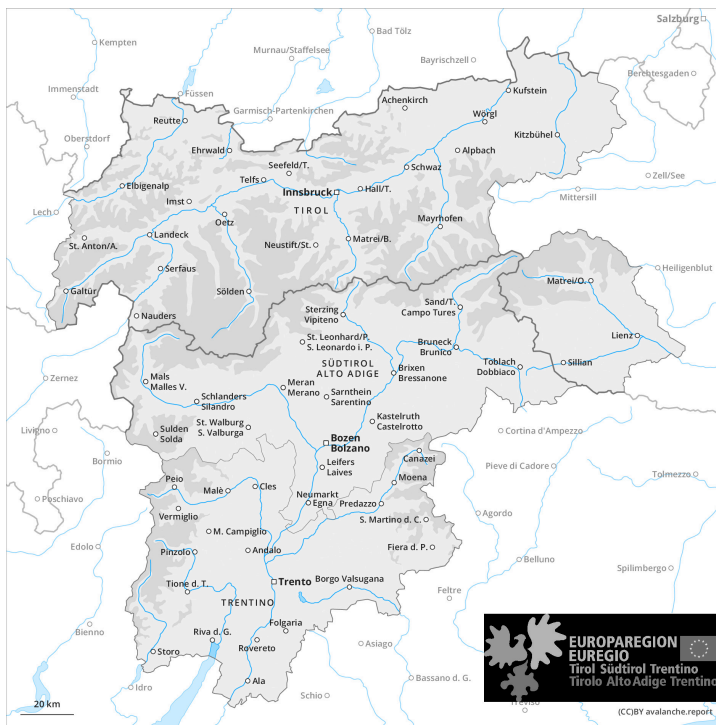 Salzburg
Kempten
Bad Tölz
Murnau/Staffelsee
Bayrischzell
Berchtesgaden
Immenstadt
Füssen
Kufstein
Achenkirch
Garmisch-Partenkirchen
Reutte
Wörgl
Oberstdorf
Kitzbühel
Ehrwald
Alpbach
Seefeld/T.
Schwaz
Zell/See
Telfs
Elbigenalp
Innsbruck
Hall/T.
Mittersill
Imst
TIROL
Lech
Oetz
Mayrhofen
St. Anton/A.
Landeck
Neustift/St.
Matrei/B.
Serfaus
Heiligenblut
Galtür
Sölden
Matrei/O.
Nauders
Sand/T.
Campo Tures
Sterzing
Vipiteno
Lienz
St. Leonhard/P.
S. Leonardo i. P.
Bruneck
Brunico
SÜDTIROL
ALTO ADIGE
Toblach
Dobbiaco
Sillian
Brixen
Bressanone
Zernez
Mals
Malles V.
Meran
Merano
Sarnthein
Sarentino
Schlanders
Silandro
Kastelruth
Castelrotto
St. Walburg
S. Valburga
Livigno
Sulden
Solda
Cortina d'Ampezzo
Bozen
Bolzano
Bormio
Canazei
Leifers
Laives
Pieve di Cadore
Tolmezzo
Peio
Moena
Poschiavo
Malè
Cles
Neumarkt
Egna
Predazzo
Vermiglio
Agordo
S. Martino d. C.
M. Campiglio
Edolo
Pinzolo
Andalo
Fiera d. P.
Belluno
Spilimbergo
Trento
Borgo Valsugana
Tione d. T.
Feltre
TRENTINO
Folgaria
Bienno
Riva d. G.
Rovereto
Asiago
Storo
Ala
Idro
Bassano d. G.
Schio
Treviso
EUROPAREGION
EUREGIO
Tirol Südtirol Trentino
Tirolo Alto Adige Trentino
20 km
(CC)BY avalanche.report